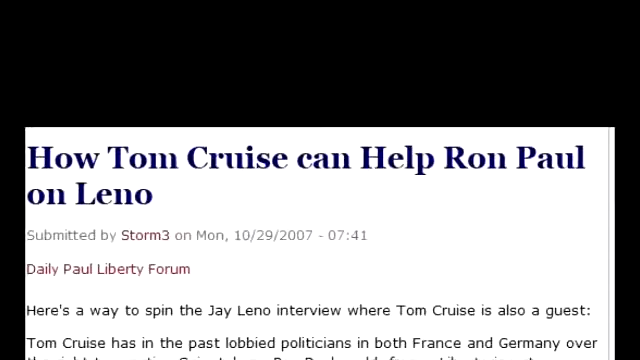 How Tom Cruise can Help Ron Paul
on Leno
Submitted by Storm3 on Mon, 10/29/2007 - 07:41
Daily Paul Liberty Forum
Here's a way to spin the Jay Leno interview where Tom Cruise is also a guest:
Tom Cruise has in the past lobbied politicians in both France and Germany over